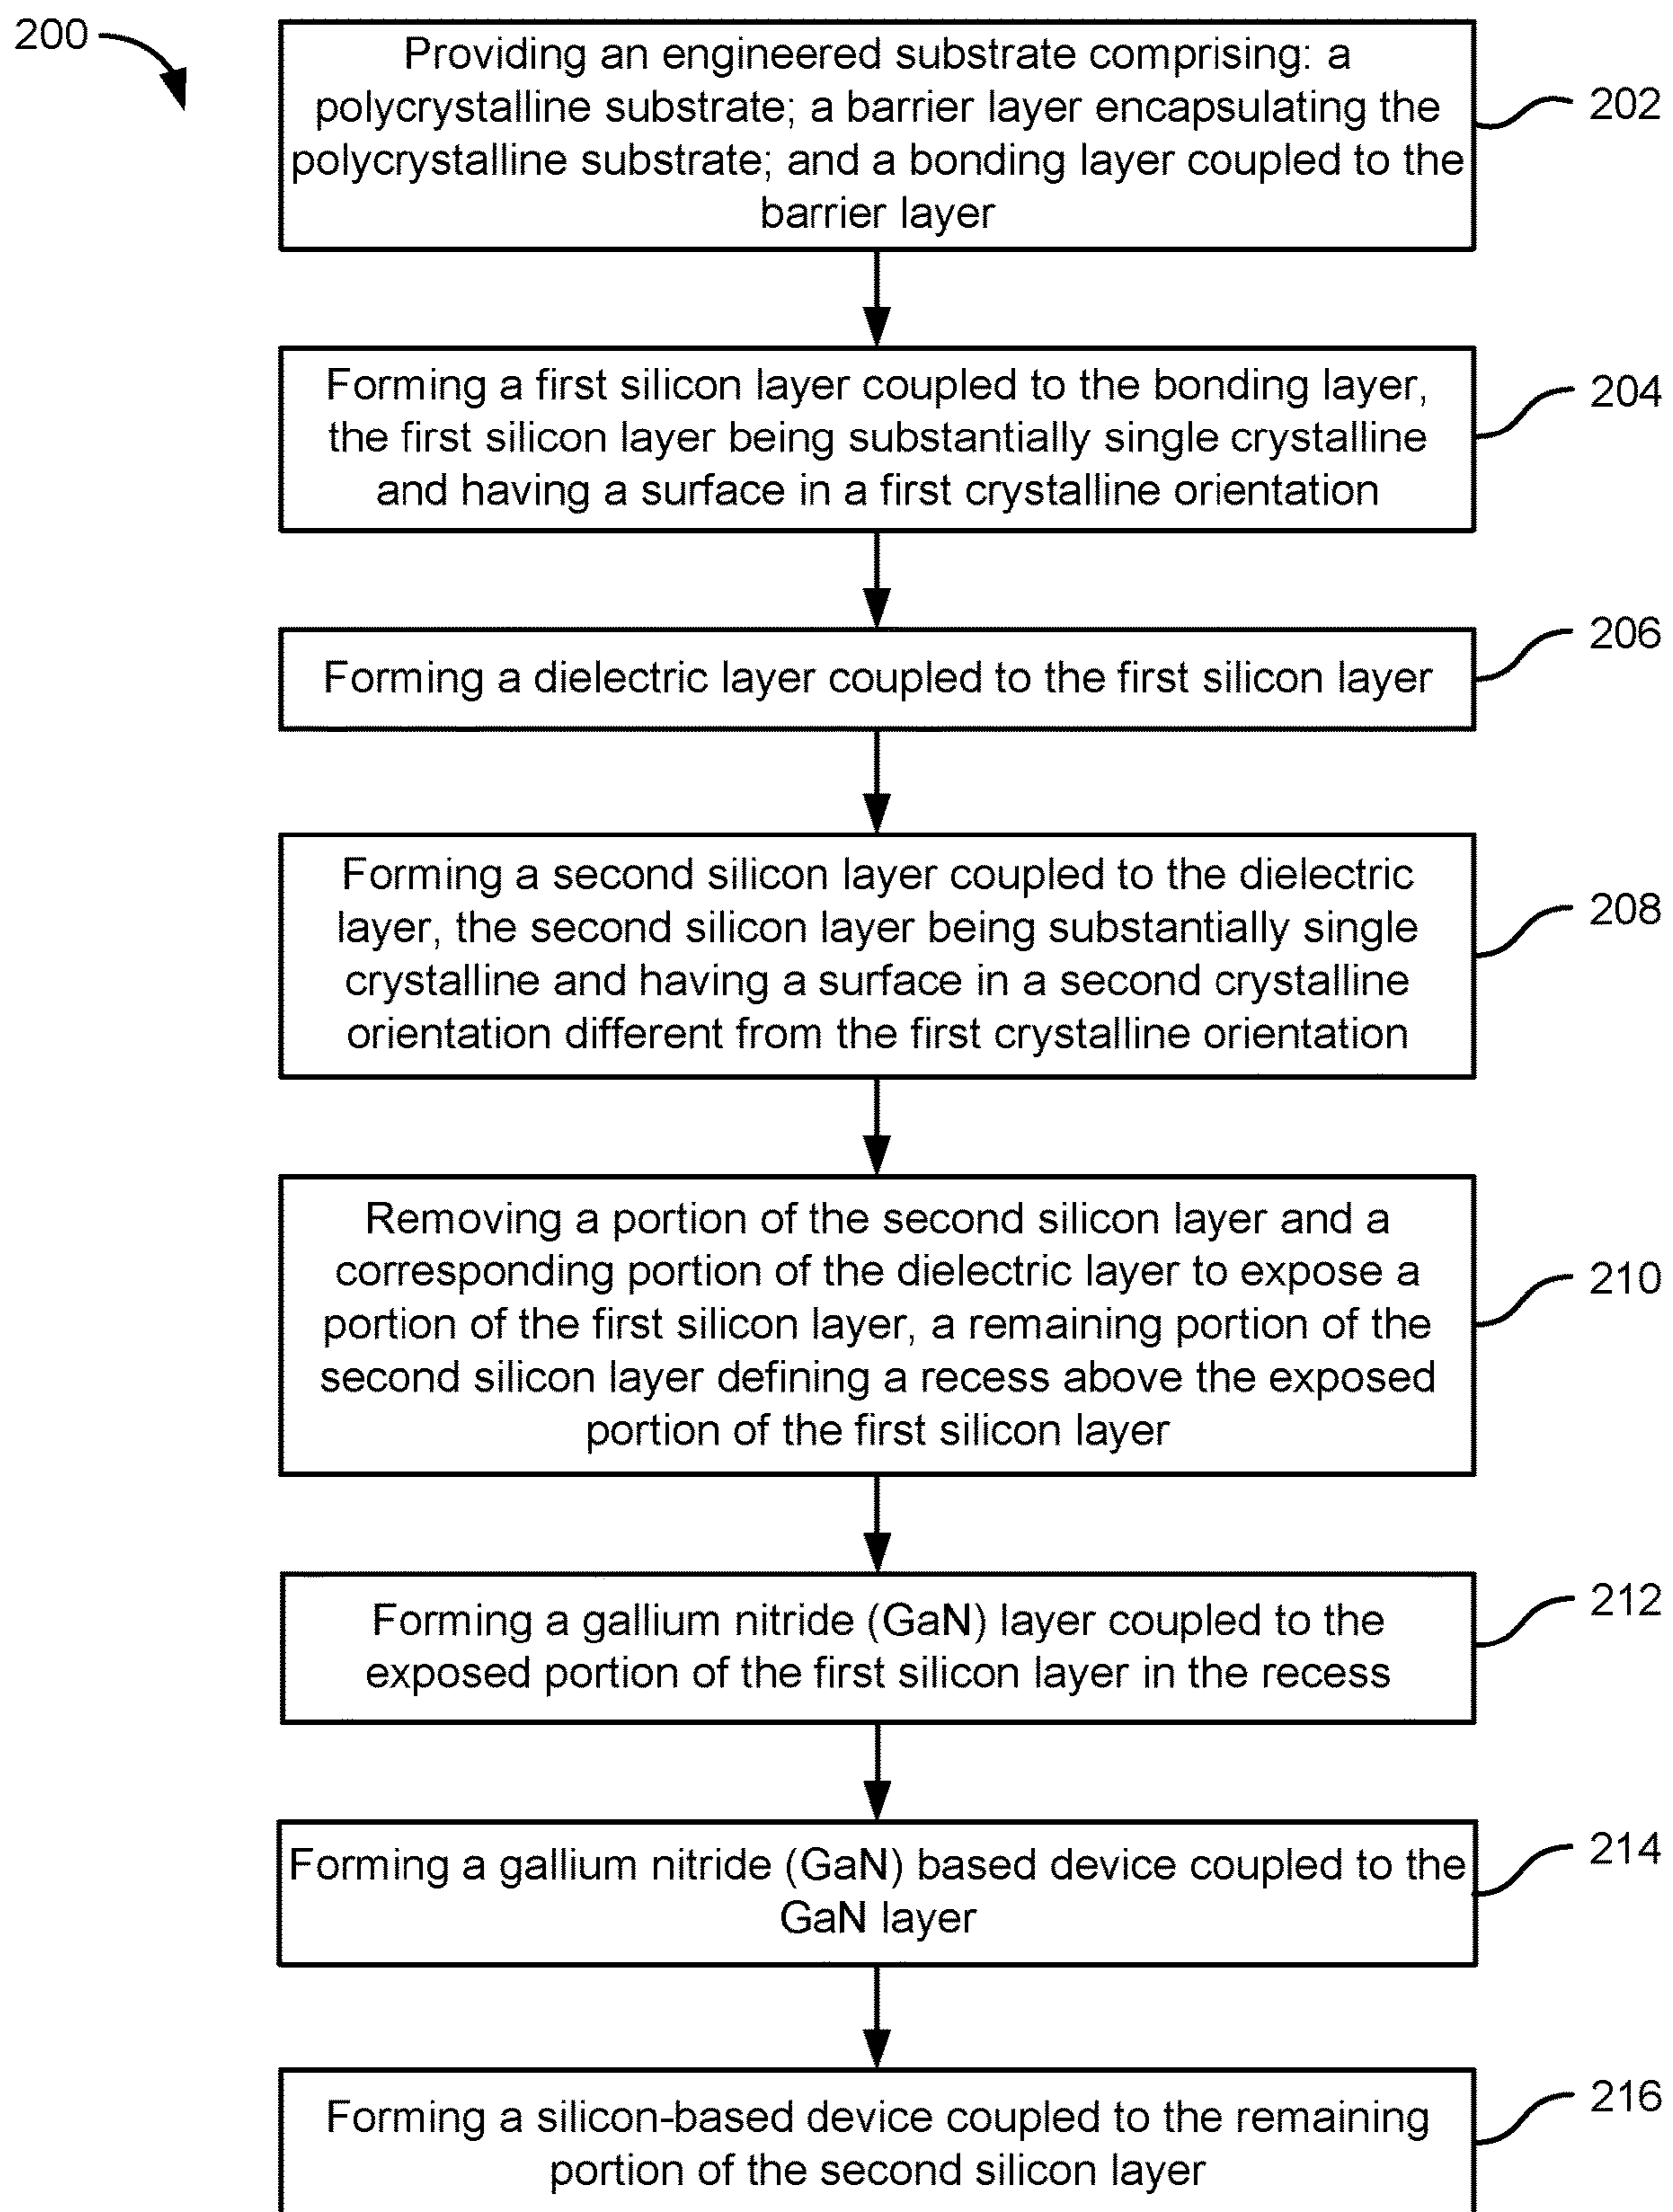 200
Providing an engineered substrate comprising: a
polycrystalline substrate; a barrier layer encapsulating the
polycrystalline substrate; and a bonding layer coupled to the
barrier layer
202
Forming a first silicon layer coupled to the bonding layer,
the first silicon layer being substantially single crystalline
and having a surface in a first crystalline orientation
204
Forming a dielectric layer coupled to the first silicon layer
206
Forming a second silicon layer coupled to the dielectric
layer, the second silicon layer being substantially single
crystalline and having a surface in a second crystalline
orientation different from the first crystalline orientation
208
Removing a portion of the second silicon layer and a
corresponding portion of the dielectric layer to expose a
portion of the first silicon layer, a remaining portion of the
second silicon layer defining a recess above the exposed
portion of the first silicon layer
210
Forming a gallium nitride (GaN) layer coupled to the
exposed portion of the first silicon layer in the recess
212
Forming a gallium nitride (GaN) based device coupled to the
GaN layer
214
Forming a silicon-based device coupled to the remaining
portion of the second silicon layer
216